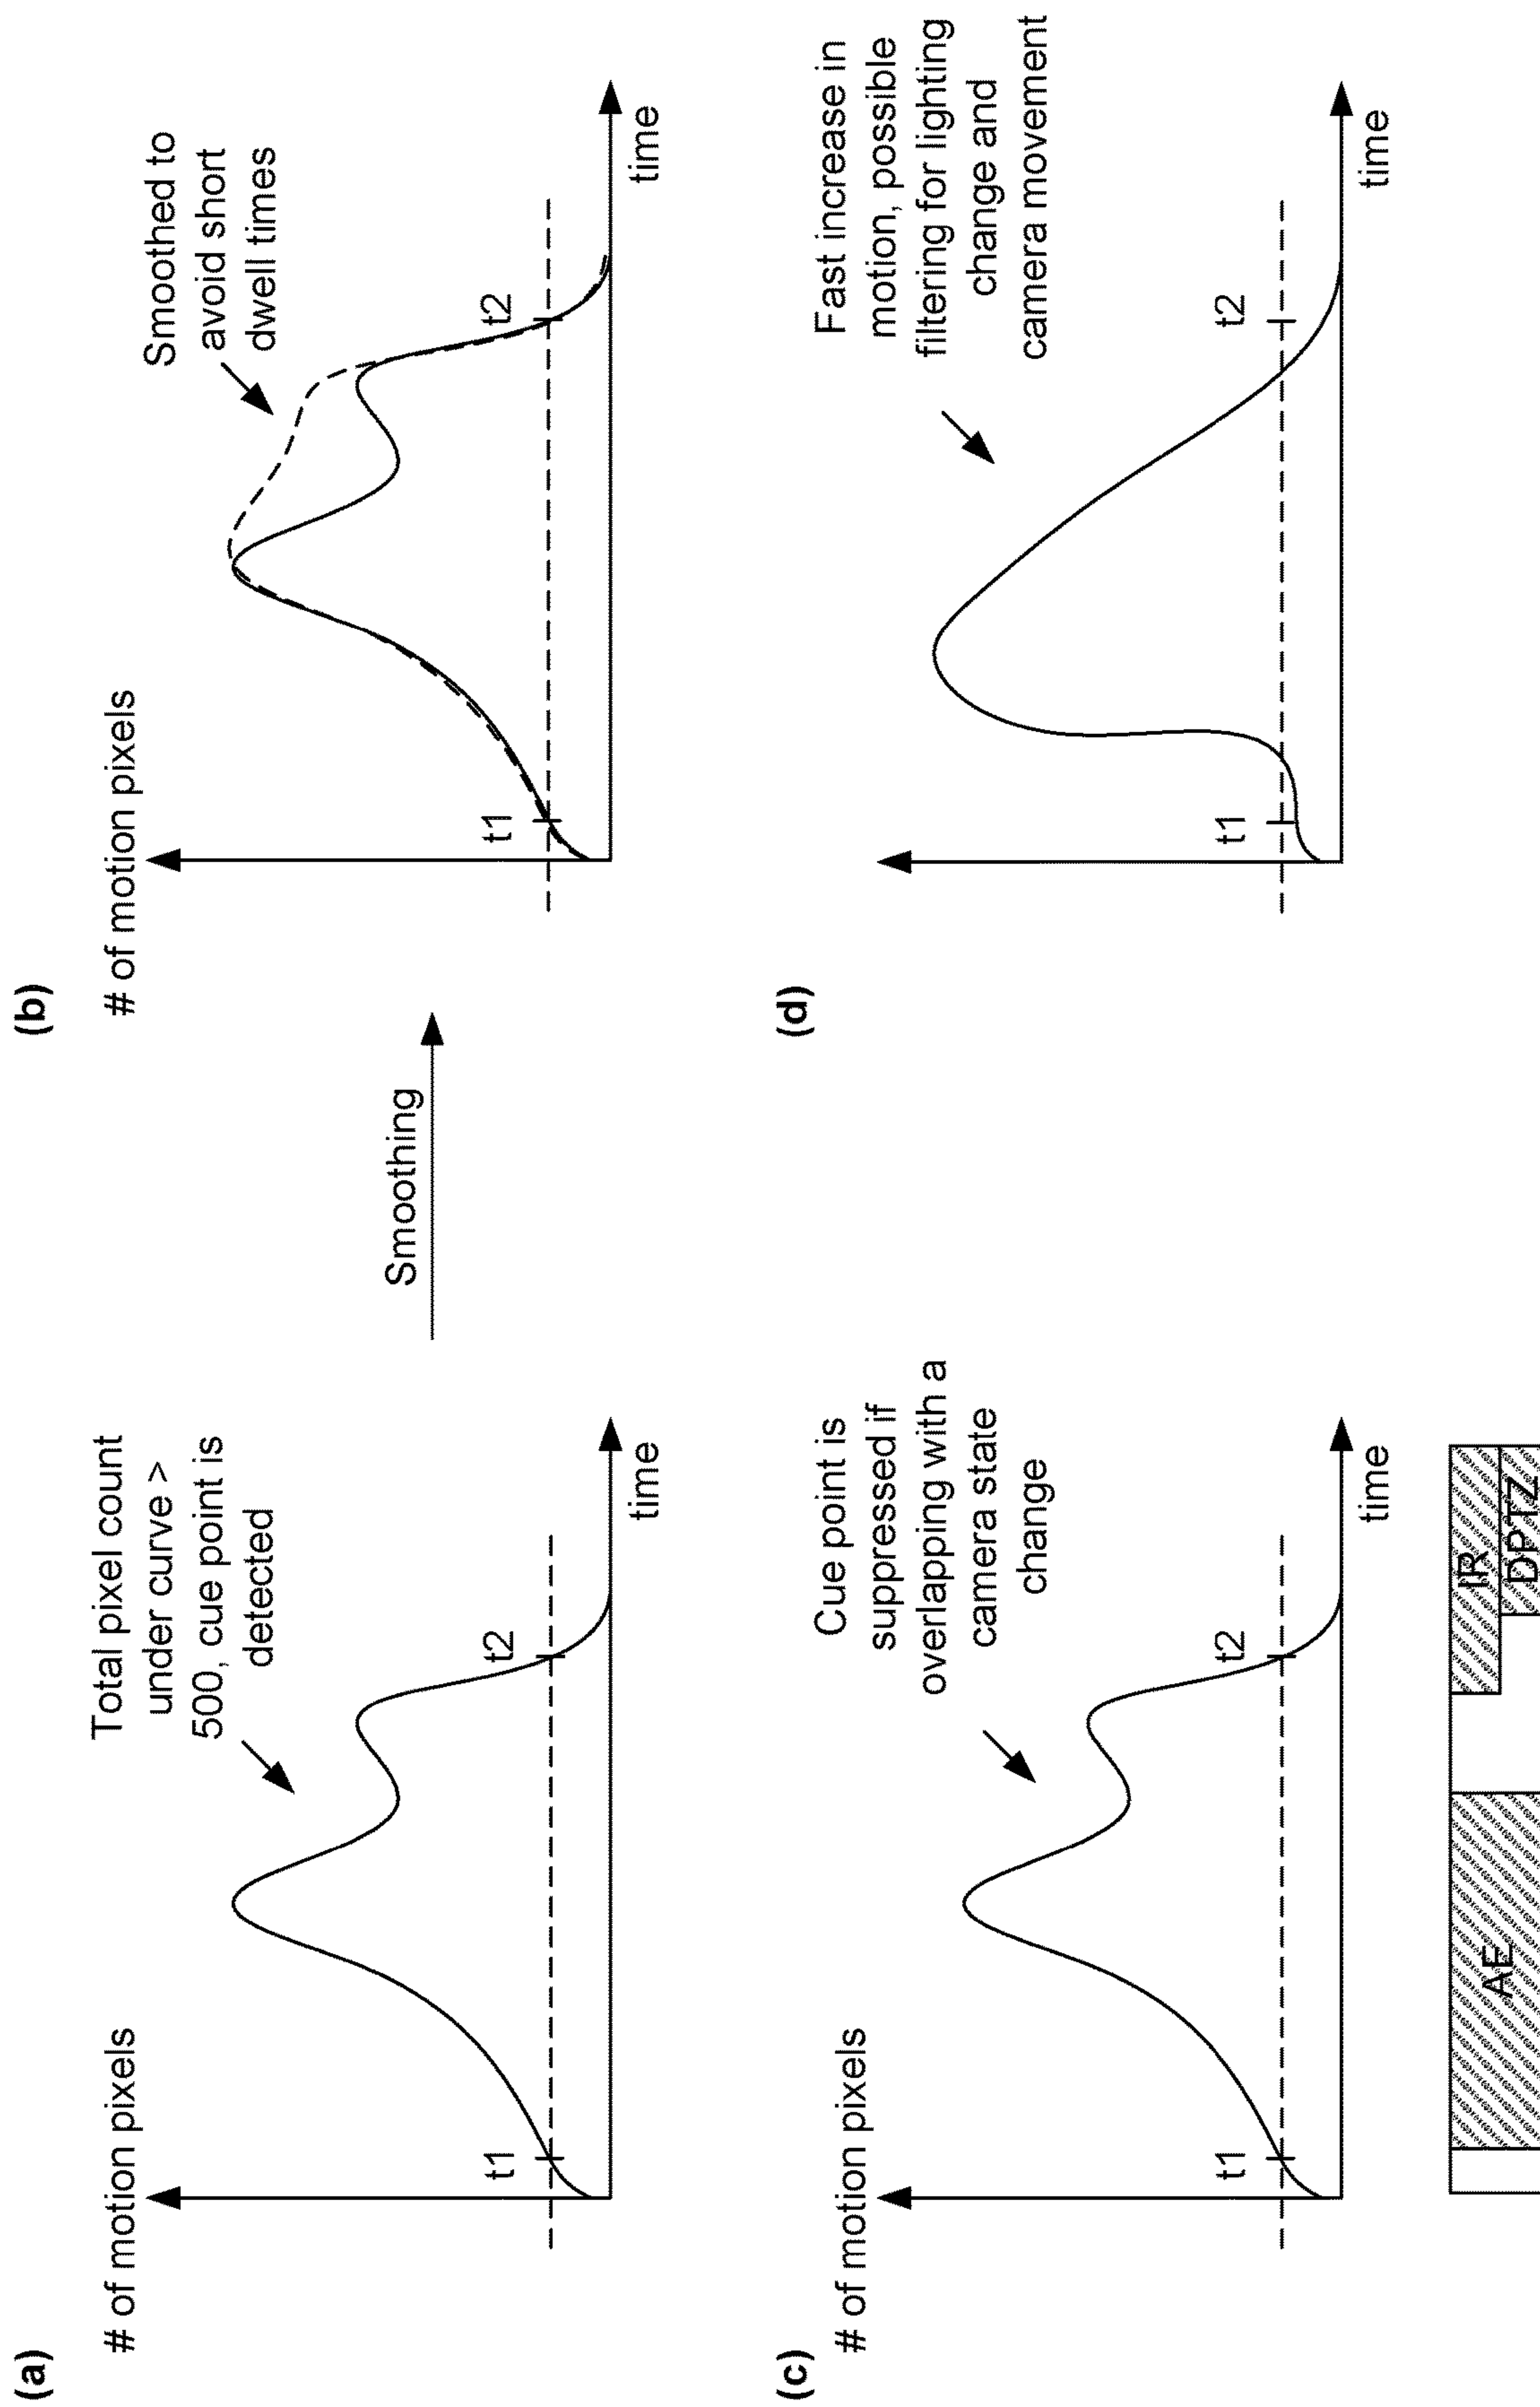 (a)
# of motion pixels
Total pixel count
under curve >
500, cue point is
detected
t1
t2
time
Smoothing
(b)
# of motion pixels
Smoothed to
avoid short
dwell times
t1
t2
time
(c)
# of motion pixels
Cue point is
suppressed if
overlapping with a
camera state
change
t1
t2
time
AE
IR
DPTZ
(d)
Fast increase in
motion, possible
filtering for lighting
change and
camera movement
t1
t2
time